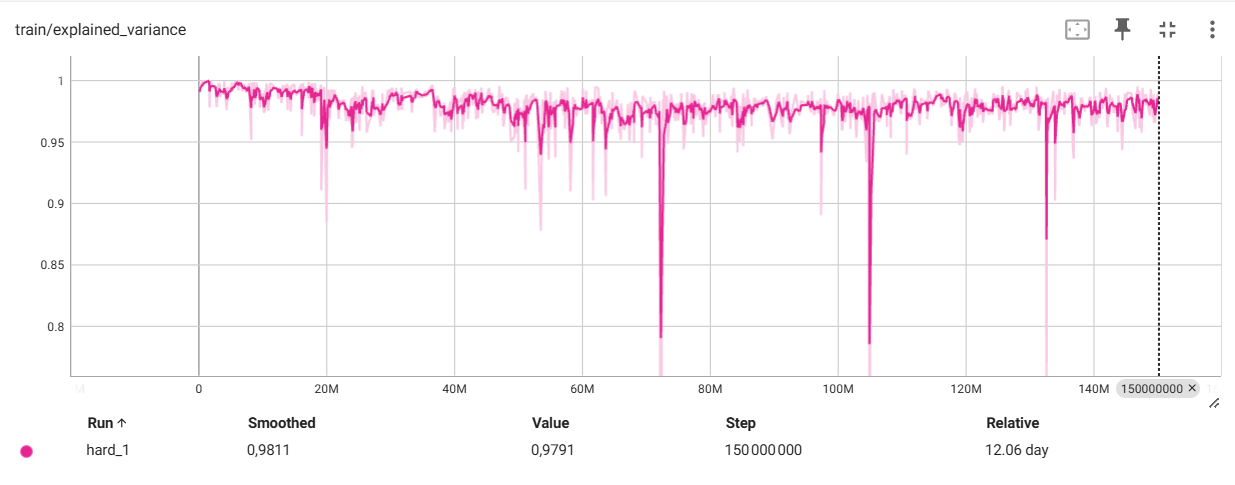 train/explained_variance
1
0.95
0.9
0.85
0.8
M 0 20M 40M 60M 80M 100M 120M 140M 150000000 ×
Run ↑ Smoothed Value Step Relative
hard_1 0,9811 0,9791 150 000 000 12.06 day